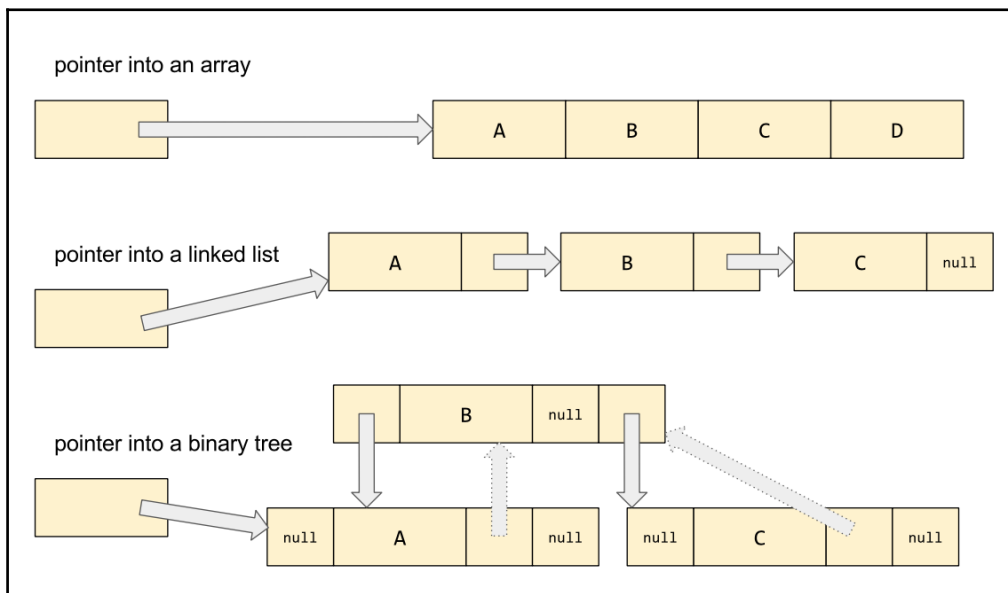 pointer into an array
A B C D
pointer into a linked list
A B C null
B null
pointer into a binary tree
null A null null C null